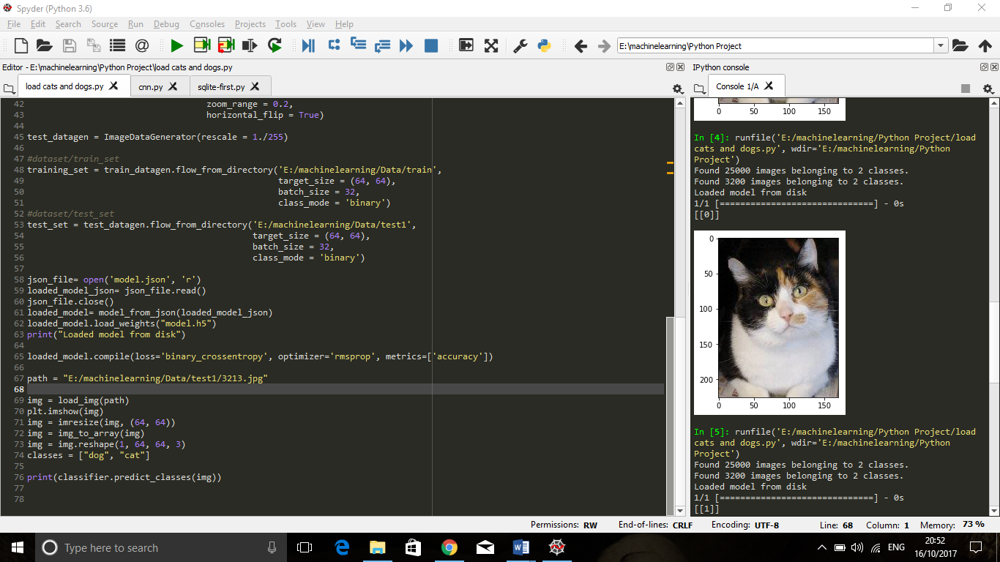 Spyder (Python 3.6)
File Edit Search Source Run Debug Consoles Projects Tools View Help
E:\machinelearning\Python Project
Editor - E:\machinelearning\Python Project\load cats and dogs.py
load cats and dogs.py cnn.py sqlite-first.py
42 zoom_range = 0.2,
43 horizontal_flip = True)
44
45 test_datagen = ImageDataGenerator(rescale = 1./255)
46
47 #dataset/train_set
48 training_set = train_datagen.flow_from_directory('E:/machinelearning/Data/train',
49 target_size = (64, 64),
50 batch_size = 32,
51 class_mode = 'binary')
52 #dataset/test_set
53 test_set = test_datagen.flow_from_directory('E:/machinelearning/Data/test1',
54 target_size = (64, 64),
55 batch_size = 32,
56 class_mode = 'binary')
57
58 json_file= open('model.json', 'r')
59 loaded_model_json= json_file.read()
60 json_file.close()
61 loaded_model= model_from_json(loaded_model_json)
62 loaded_model.load_weights("model.h5")
63 print("Loaded model from disk")
64
65 loaded_model.compile(loss='binary_crossentropy', optimizer='rmsprop', metrics=['accuracy'])
66
67 path = "E:/machinelearning/Data/test1/3213.jpg"
68
69 img = load_img(path)
70 plt.imshow(img)
71 img = imresize(img, (64, 64))
72 img = img_to_array(img)
73 img = img.reshape(1, 64, 64, 3)
74 classes = ["dog", "cat"]
75
76 print(classifier.predict_classes(img))
77
78
IPython console
Console 1/A
0 50 100 150
In [4]: runfile('E:/machinelearning/Python Project/load
cats and dogs.py', wdir='E:/machinelearning/Python
Project')
Found 25000 images belonging to 2 classes.
Found 3200 images belonging to 2 classes.
Loaded model from disk
1/1 [==============================] - 0s
[[0]]
0
50
100
150
200
0 50 100 150
In [5]: runfile('E:/machinelearning/Python Project/load
cats and dogs.py', wdir='E:/machinelearning/Python
Project')
Found 25000 images belonging to 2 classes.
Found 3200 images belonging to 2 classes.
Loaded model from disk
1/1 [==============================] - 0s
[[1]]
Permissions: RW End-of-lines: CRLF Encoding: UTF-8 Line: 68 Column: 1 Memory: 73 %
Type here to search
ENG
20:52
16/10/2017